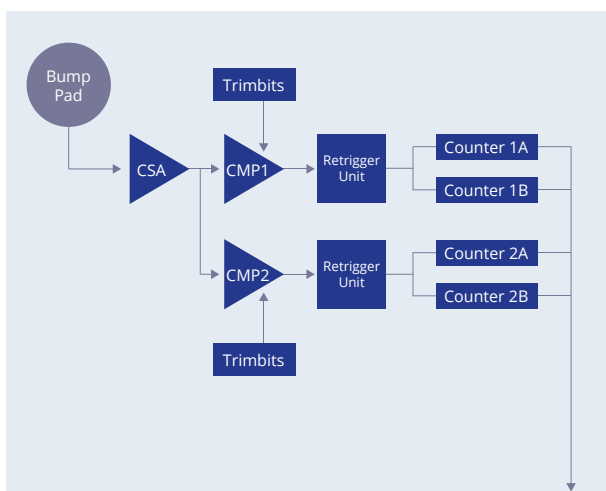 Bump
Pad
Trimbits
CSA
CMP1
Retrigger
Unit
Counter 1A
Counter 1B
CMP2
Retrigger
Unit
Counter 2A
Counter 2B
Trimbits